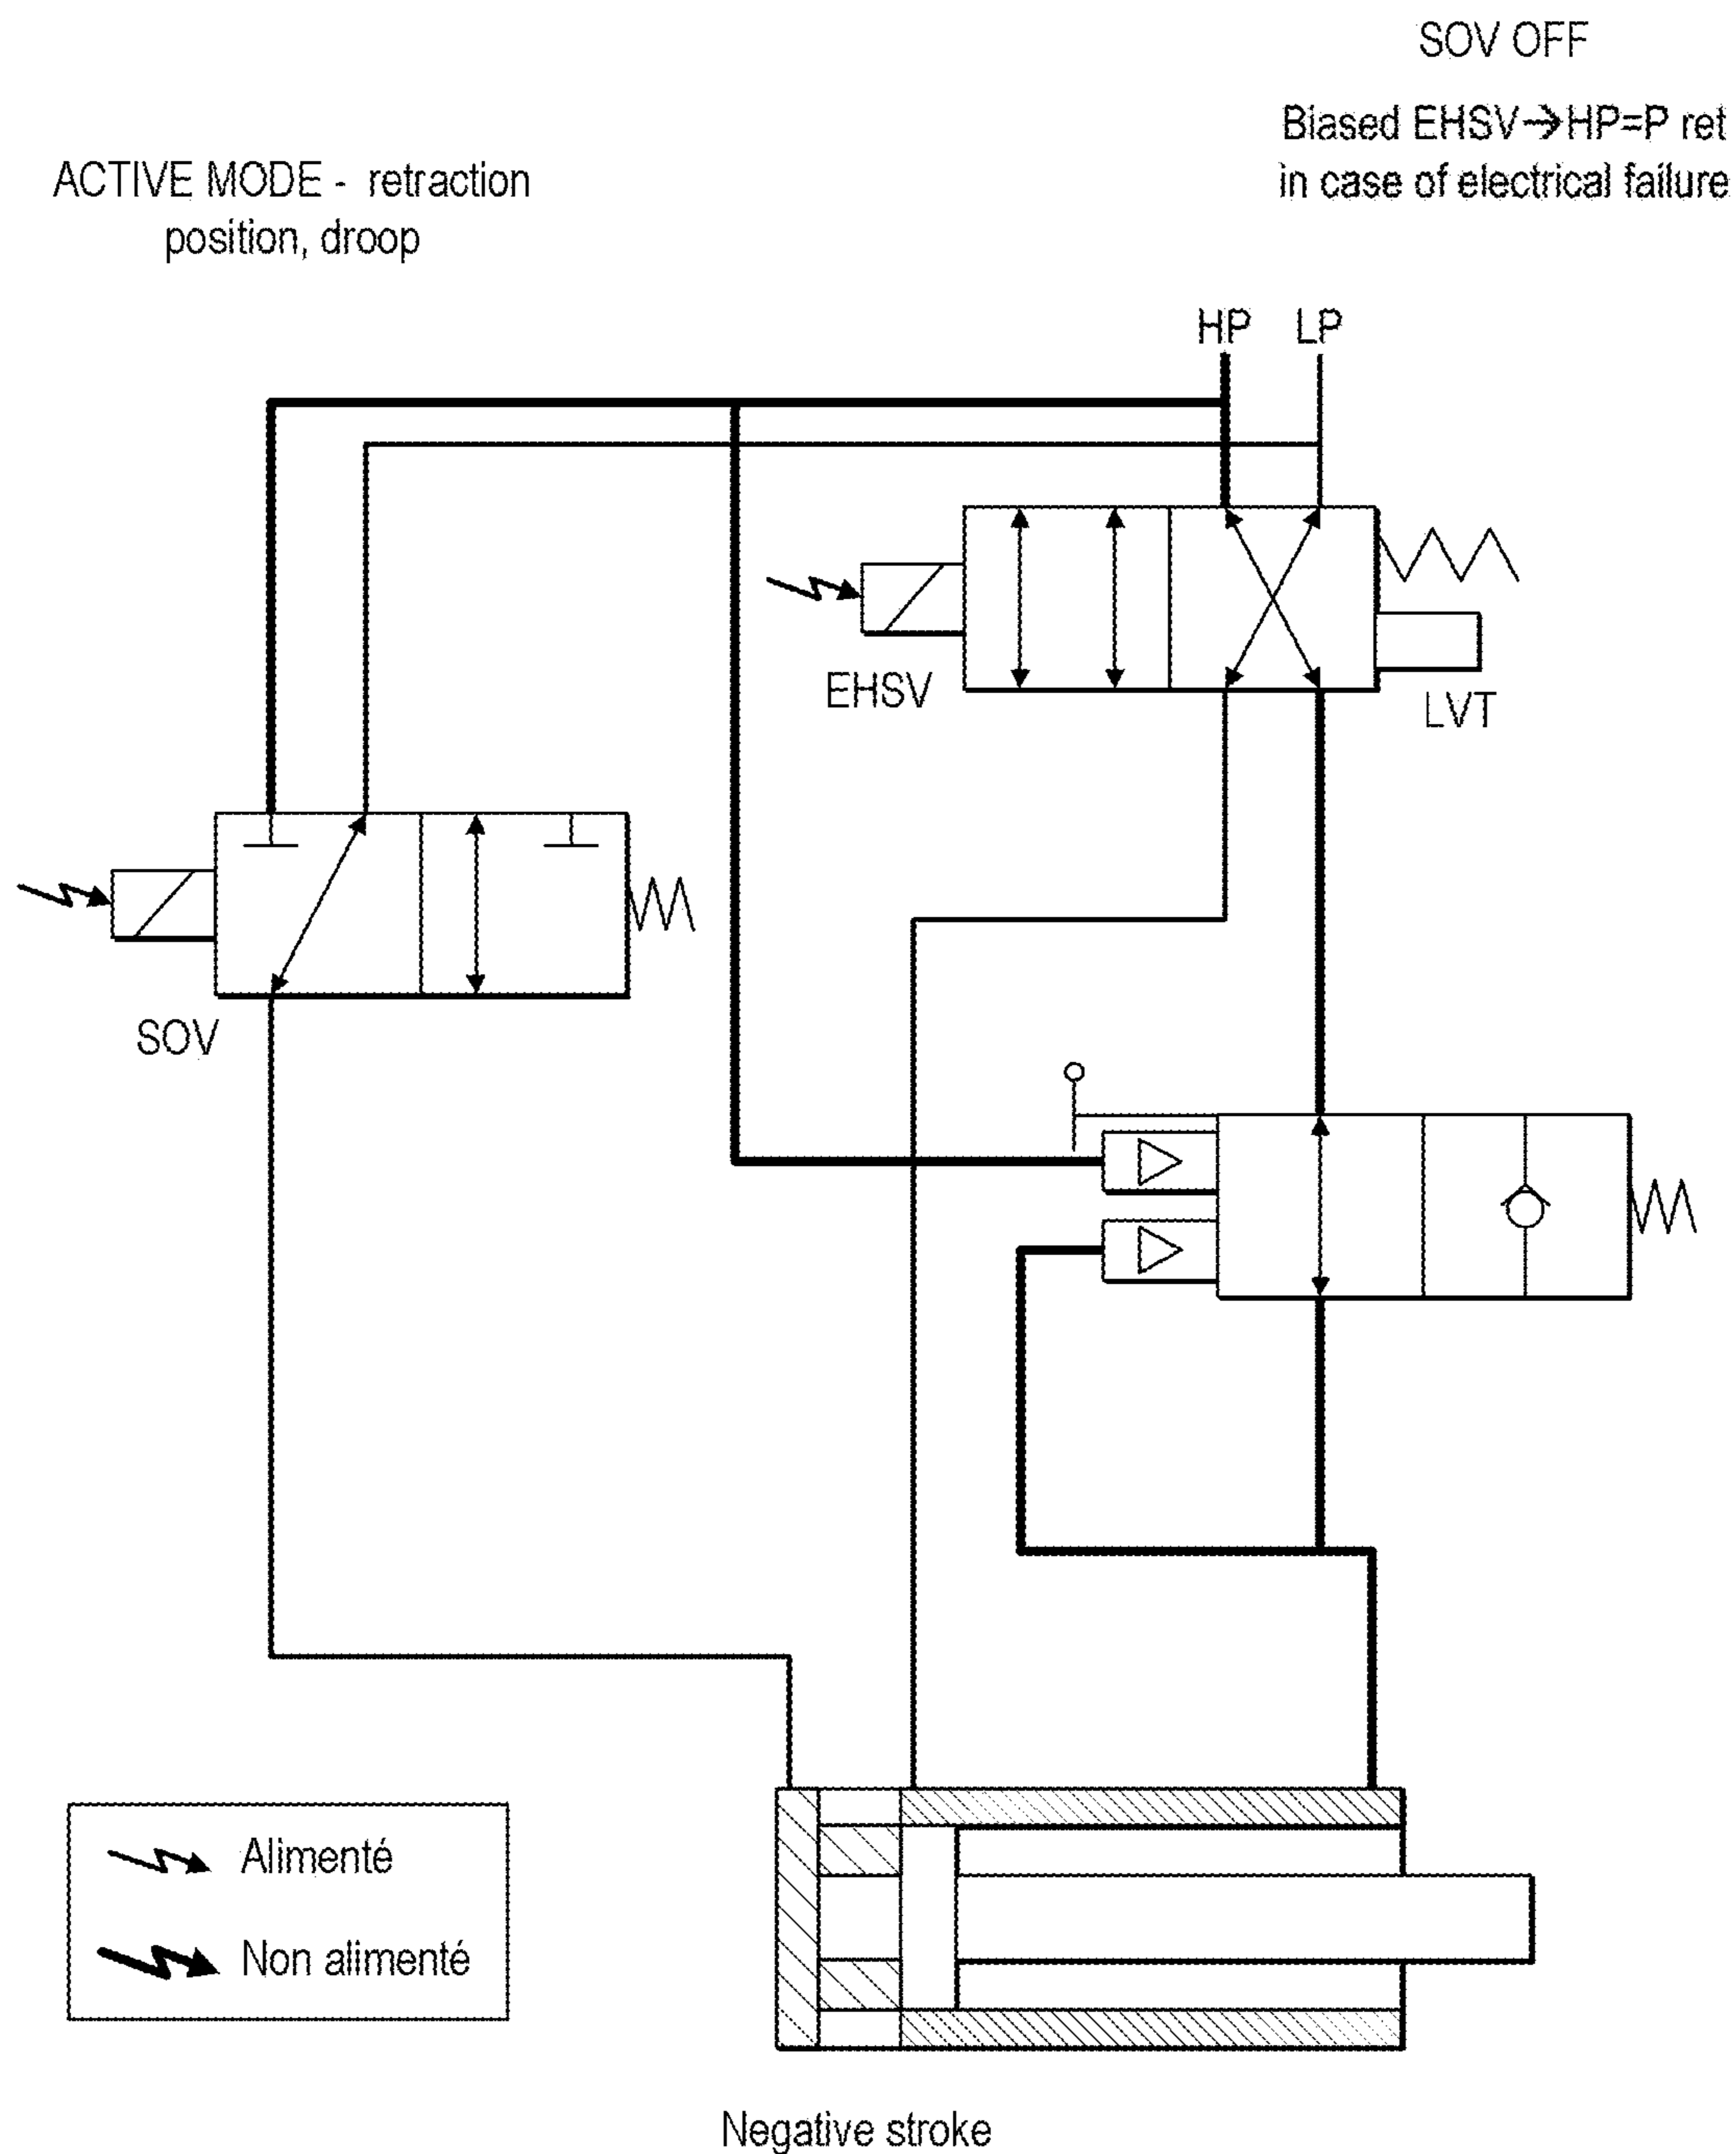 SOV OFF
Biased EHSV→HP=P ret
in case of electrical failure
ACTIVE MODE - retraction
position, droop
HP LP
EHSV
LVT
SOV
Alimenté
Non alimenté
Negative stroke